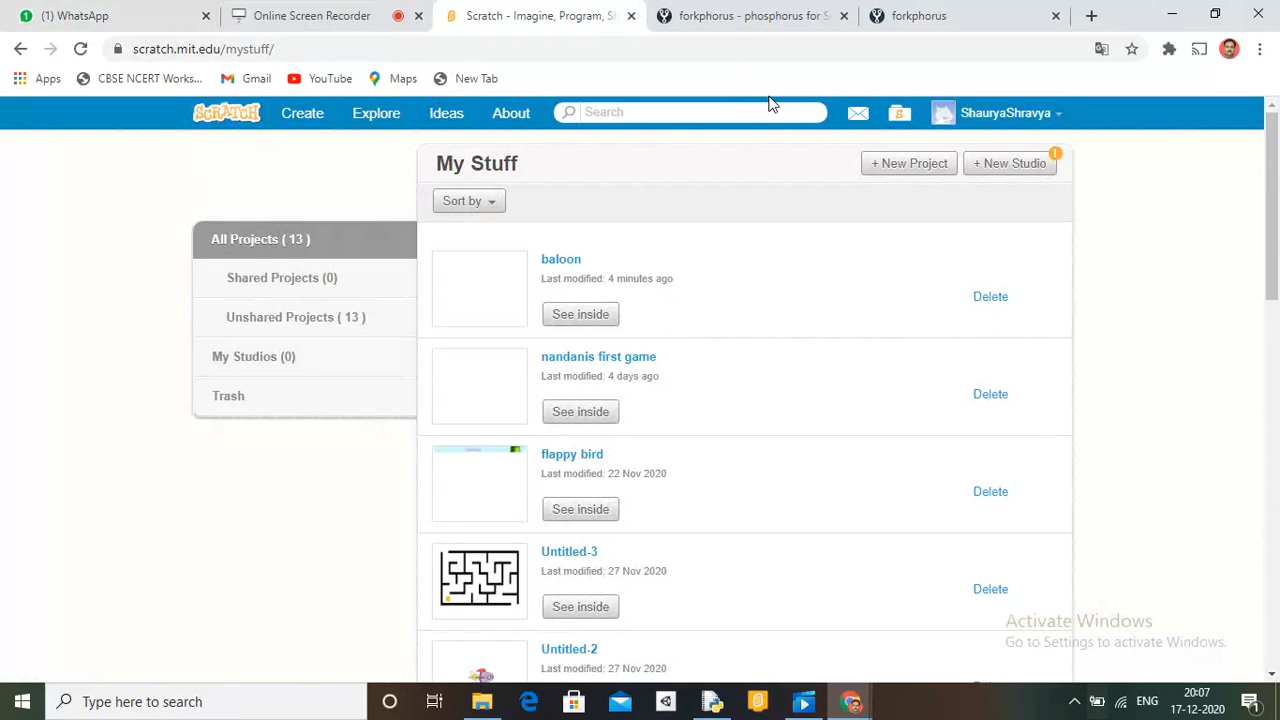 (1) WhatsApp
Online Screen Recorder
Scratch - Imagine, Program, Sh
forkphorus - phosphorus for S
forkphorus
scratch.mit.edu/mystuff/
Apps
CBSE NCERT Works...
Gmail
YouTube
Maps
New Tab
SCRATCH
Create
Explore
Ideas
About
Search
ShauryaShravya
My Stuff
+ New Project
+ New Studio
Sort by
All Projects ( 13 )
Shared Projects (0)
Unshared Projects ( 13 )
My Studios (0)
Trash
baloon
Last modified: 4 minutes ago
See inside
Delete
nandanis first game
Last modified: 4 days ago
See inside
Delete
flappy bird
Last modified: 22 Nov 2020
See inside
Delete
Untitled-3
Last modified: 27 Nov 2020
See inside
Delete
Untitled-2
Last modified: 27 Nov 2020
Activate Windows
Go to Settings to activate Windows.
Type here to search
ENG
20:07
17-12-2020